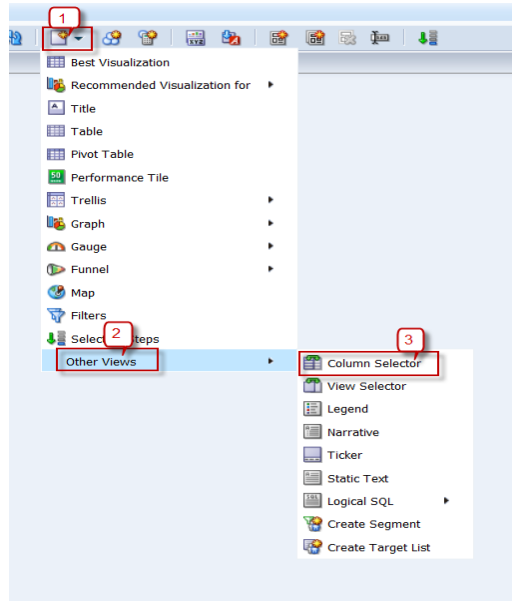 1
XYZ
Best Visualization
Recommended Visualization for
Title
Table
Pivot Table
50
Performance Tile
Trellis
Graph
Gauge
Funnel
Map
Filters
2
Other Views
3
Column Selector
View Selector
Legend
Narrative
Ticker
Static Text
Logical SQL
Create Segment
Create Target List